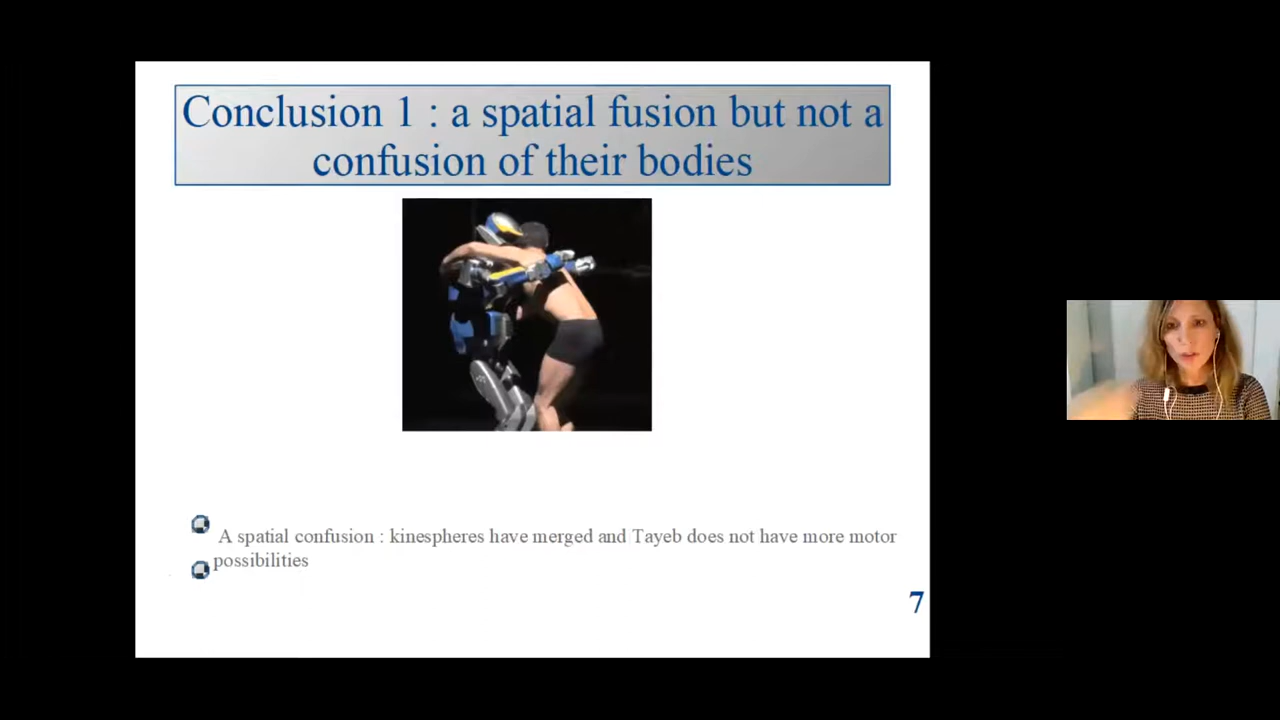 Conclusion 1 : a spatial fusion but not a
confusion of their bodies
A spatial confusion : kinespheres have merged and Tayeb does not have more motor
possibilities
7